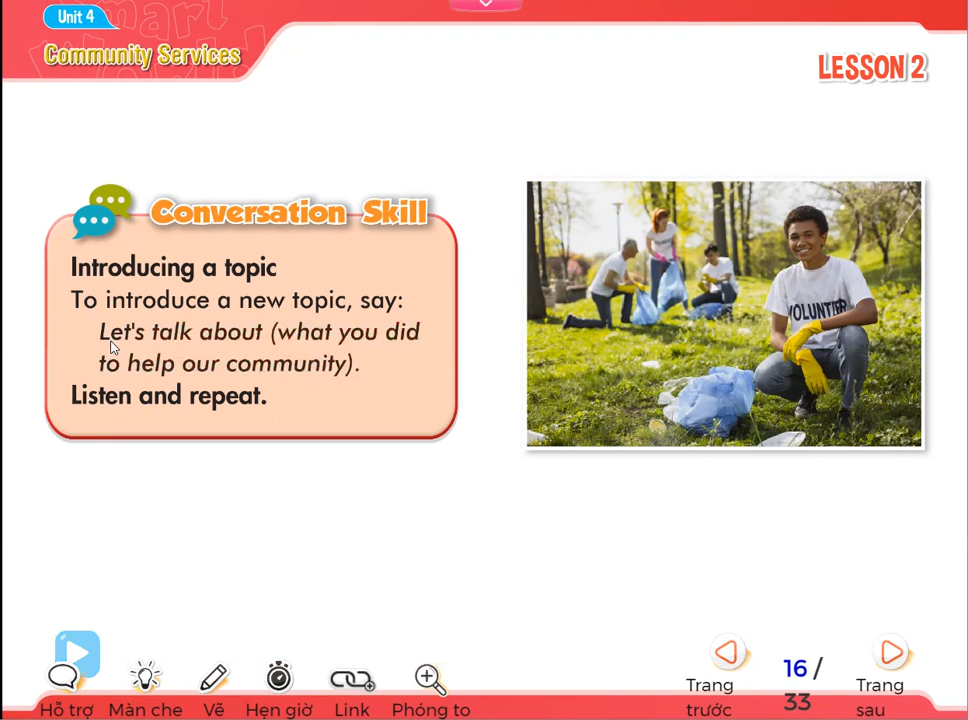 Unit 4
Community Services
LESSON 2
Conversation Skill
Introducing a topic
To introduce a new topic, say:
Let's talk about (what you did
to help our community).
Listen and repeat.
VOLUNTEER
Hỗ trợ
Màn che
Vẽ
Hẹn giờ
Link
Phóng to
Trang trước
16 / 33
Trang sau